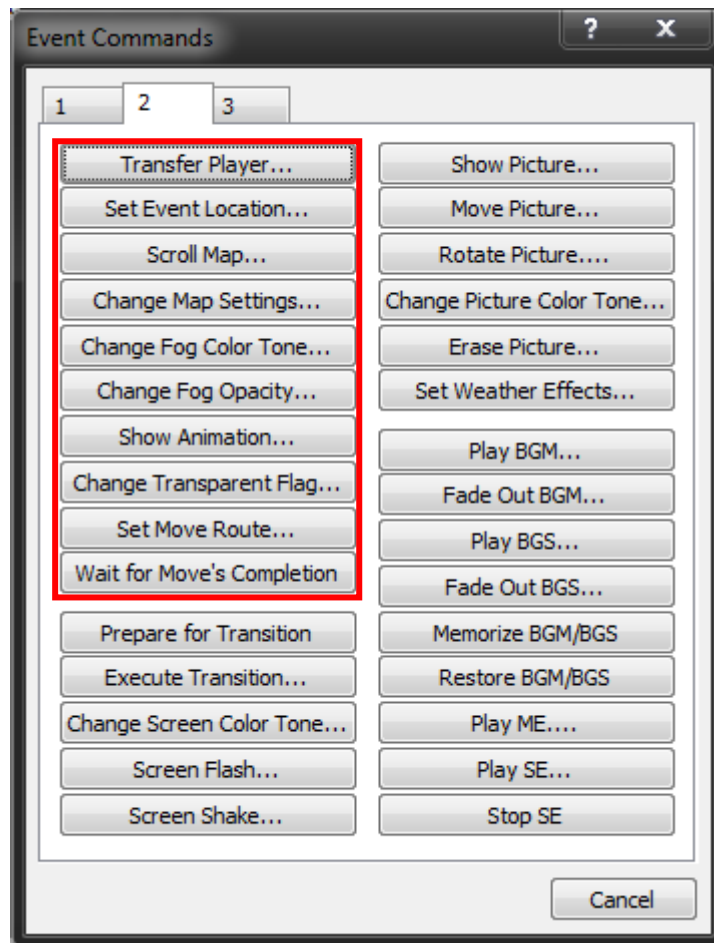 Event Commands
?
X
1
2
3
Transfer Player...
Set Event Location...
Scroll Map...
Change Map Settings...
Change Fog Color Tone...
Change Fog Opacity...
Show Animation...
Change Transparent Flag...
Set Move Route...
Wait for Move's Completion
Prepare for Transition
Execute Transition...
Change Screen Color Tone...
Screen Flash...
Screen Shake...
Show Picture...
Move Picture...
Rotate Picture....
Change Picture Color Tone...
Erase Picture...
Set Weather Effects...
Play BGM...
Fade Out BGM...
Play BGS...
Fade Out BGS...
Memorize BGM/BGS
Restore BGM/BGS
Play ME....
Play SE...
Stop SE
Cancel